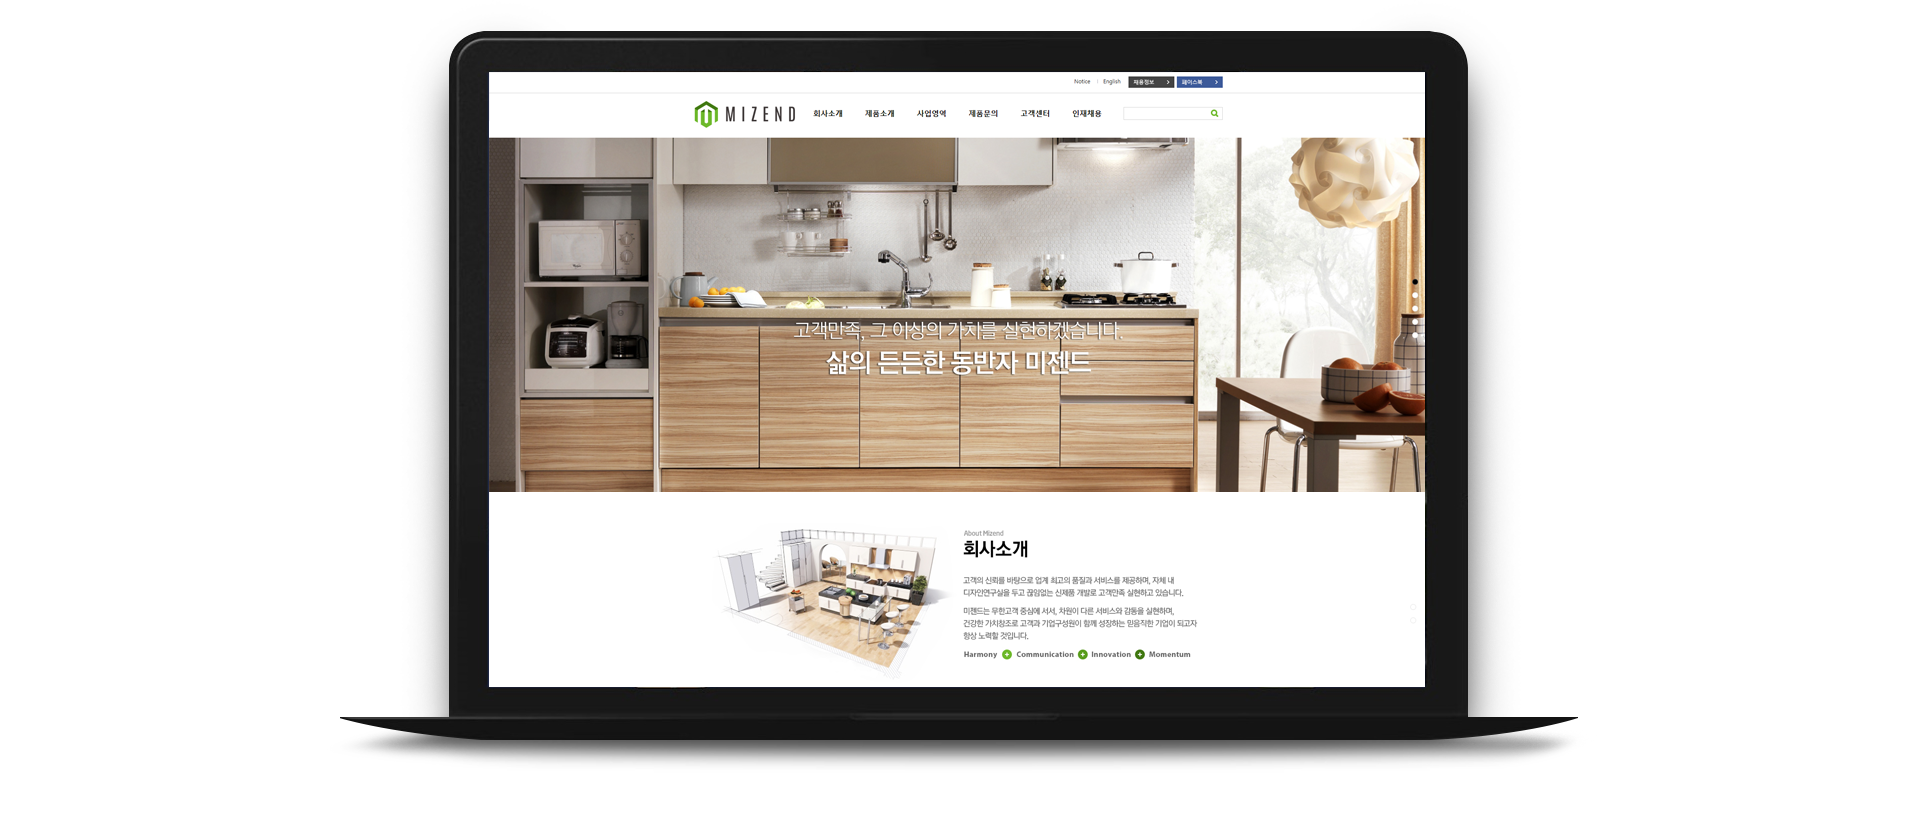 Notice | English 채용정보 페이스북
MIZEND 회사소개 제품소개 사업영역 제품문의 고객센터 인재채용
고객만족, 그 이상의 가치를 실현하겠습니다.
삶의 든든한 동반자 미젠드
About Mizend
회사소개
고객의 신뢰를 바탕으로 업계 최고의 품질과 서비스를 제공하며, 자체 내
디자인연구실을 두고 끊임없는 신제품 개발로 고객만족 실현하고 있습니다.
미젠드는 무한고객 중심에 서서, 차원이 다른 서비스와 감동을 실현하며,
건강한 가치창조로 고객과 기업구성원이 함께 성장하는 믿음직한 기업이 되고자
항상 노력할 것입니다.
Harmony + Communication + Innovation + Momentum